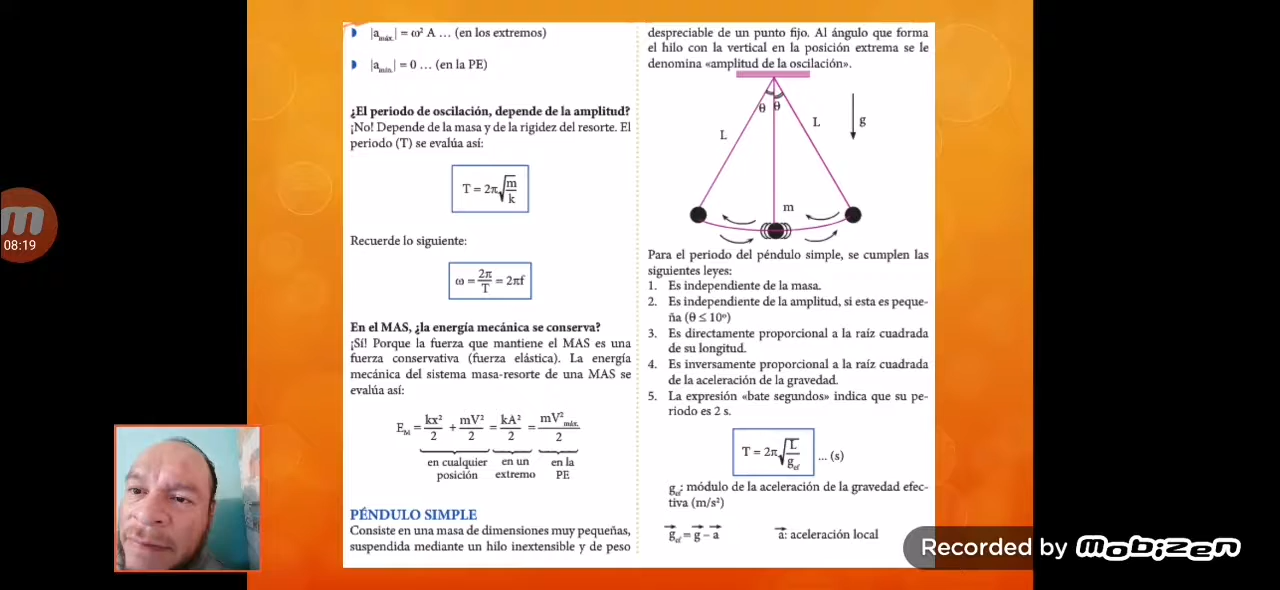 |a máx.| = ω² A … (en los extremos)
|a mín.| = 0 … (en la PE)
¿El periodo de oscilación, depende de la amplitud?
¡No! Depende de la masa y de la rigidez del resorte. El
periodo (T) se evalúa así:
T = 2π√(m/k)
Recuerde lo siguiente:
ω = 2π/T = 2πf
En el MAS, ¿la energía mecánica se conserva?
¡Sí! Porque la fuerza que mantiene el MAS es una
fuerza conservativa (fuerza elástica). La energía
mecánica del sistema masa-resorte de una MAS se
evalúa así:
E_M = kx²/2 + mV²/2 = kA²/2 = mV²máx./2
en cualquier posición en un extremo en la PE
PÉNDULO SIMPLE
Consiste en una masa de dimensiones muy pequeñas,
suspendida mediante un hilo inextensible y de peso
despreciable de un punto fijo. Al ángulo que forma
el hilo con la vertical en la posición extrema se le
denomina «amplitud de la oscilación».
θ θ
L
L
g
m
Para el periodo del péndulo simple, se cumplen las
siguientes leyes:
1. Es independiente de la masa.
2. Es independiente de la amplitud, si esta es peque-
ña (θ ≤ 10º)
3. Es directamente proporcional a la raíz cuadrada
de su longitud.
4. Es inversamente proporcional a la raíz cuadrada
de la aceleración de la gravedad.
5. La expresión «bate segundos» indica que su pe-
riodo es 2 s.
T = 2π√(L/g_ef) … (s)
g_ef: módulo de la aceleración de la gravedad efec-
tiva (m/s²)
g⃗_ef = g⃗ – a⃗ a⃗: aceleración local
08:19
Recorded by mobizen